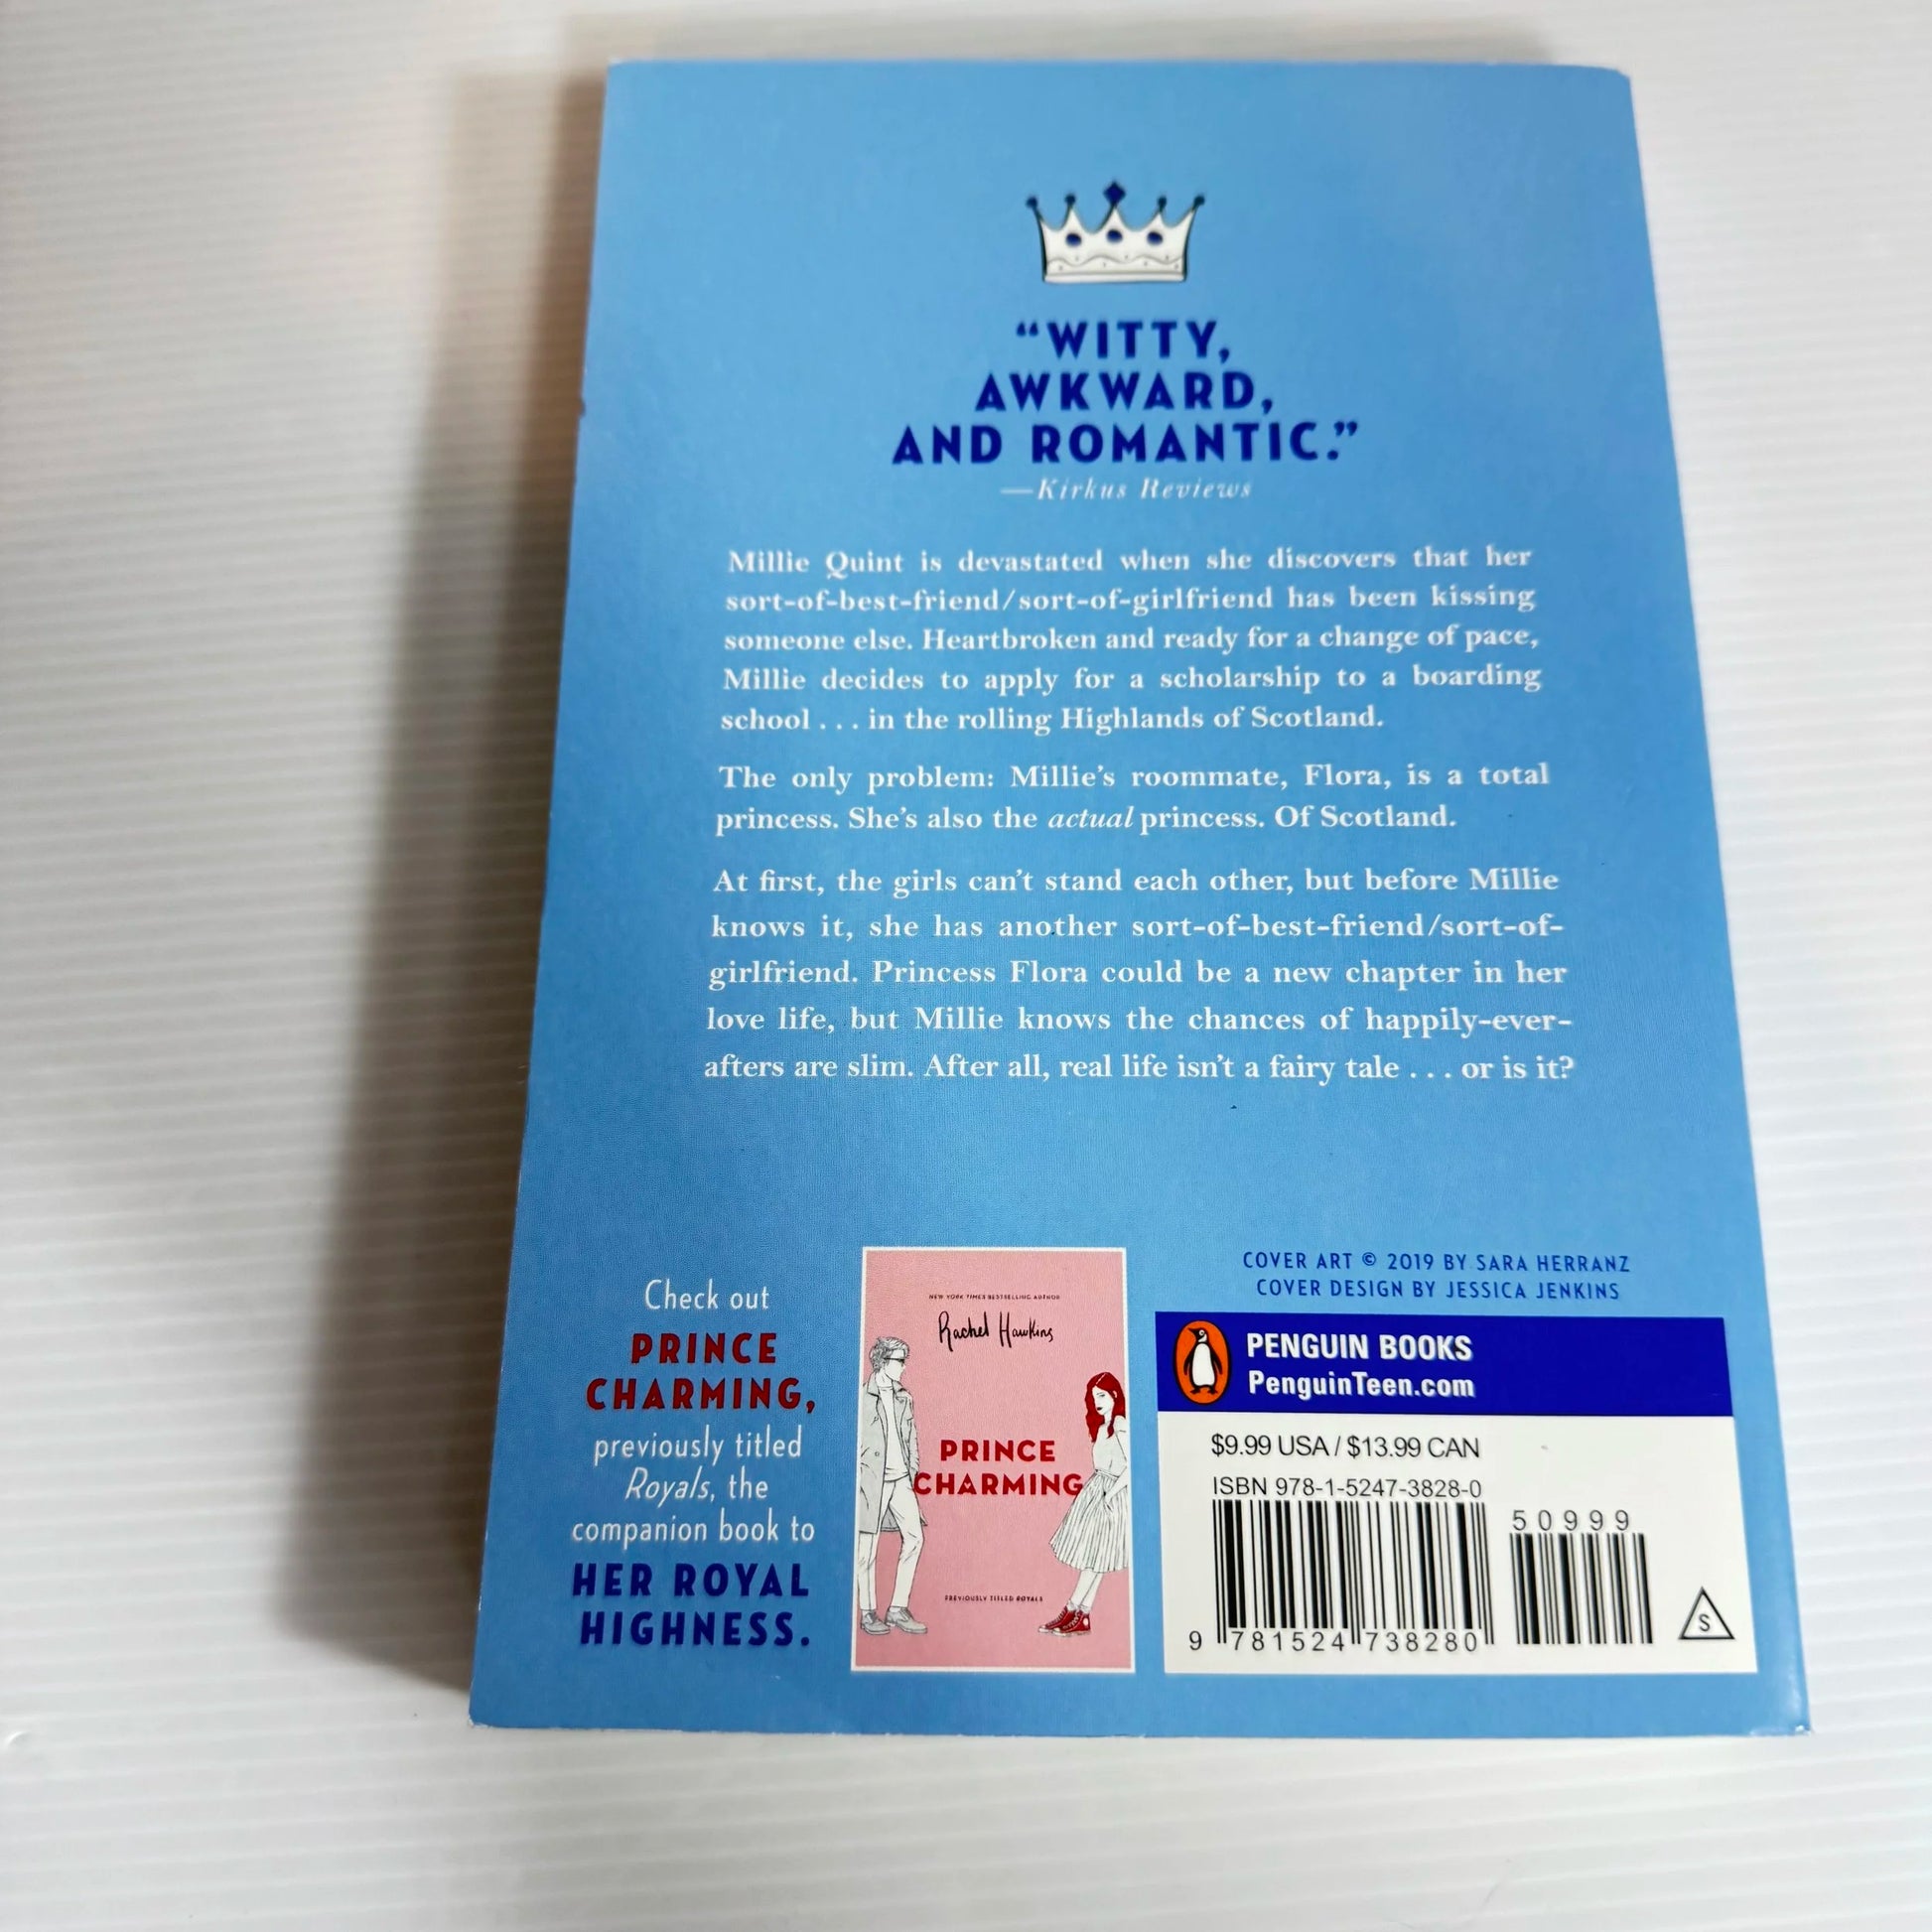 “WITTY,
AWKWARD,
AND ROMANTIC.”
—Kirkus Reviews
Millie Quint is devastated when she discovers that her
sort-of-best-friend/sort-of-girlfriend has been kissing
someone else. Heartbroken and ready for a change of pace,
Millie decides to apply for a scholarship to a boarding
school . . . in the rolling Highlands of Scotland.
The only problem: Millie’s roommate, Flora, is a total
princess. She’s also the actual princess. Of Scotland.
At first, the girls can’t stand each other, but before Millie
knows it, she has another sort-of-best-friend/sort-of-
girlfriend. Princess Flora could be a new chapter in her
love life, but Millie knows the chances of happily-ever-
afters are slim. After all, real life isn’t a fairy tale . . . or is it?
Check out
PRINCE
CHARMING,
previously titled
Royals, the
companion book to
HER ROYAL
HIGHNESS.
NEW YORK TIMES BESTSELLING AUTHOR
Rachel Hawkins
PRINCE
CHARMING
PREVIOUSLY TITLED ROYALS
COVER ART © 2019 BY SARA HERRANZ
COVER DESIGN BY JESSICA JENKINS
PENGUIN BOOKS
PenguinTeen.com
$9.99 USA / $13.99 CAN
ISBN 978-1-5247-3828-0
50999
9 781524 738280
S